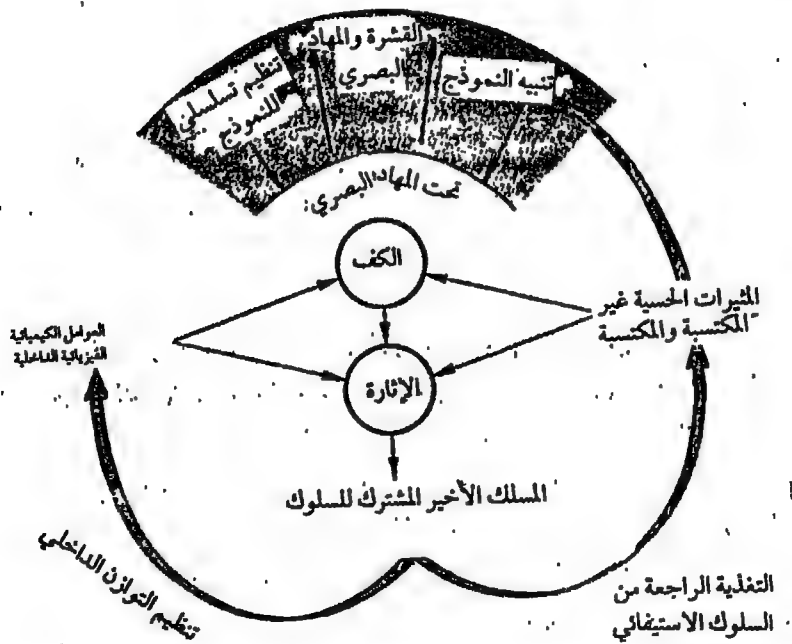 القشرة والمهاد
البصري
تنبيه النموذج
تنظيم تسلسلي
للنموذج
تحت المهاد البصري:
الكف
المثيرات الحسية غير
المكتسبة والمكتسبة
العوامل الكيميائية
الفيزيائية الداخلية
الإثارة
المسلك الأخير المشترك للسلوك
تنظيم التوازن الداخلي
التغذية الراجعة من
السلوك الاستيفائي